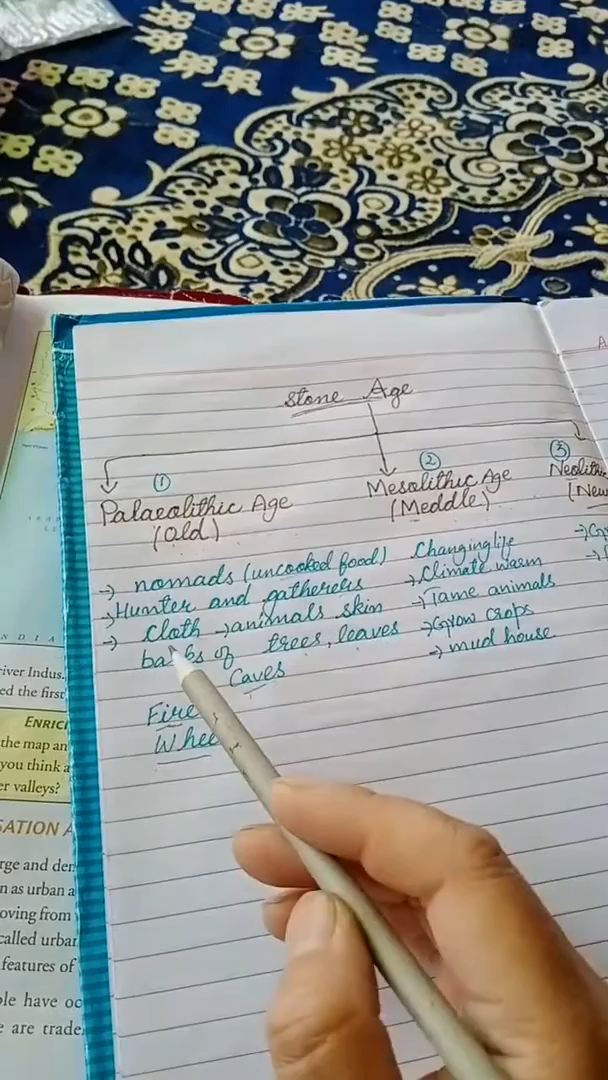 Stone Age
①
Palaeolithic Age
(Old)
→ nomads (uncooked food)
→ Hunter and gatherers
→ cloth → animals skin
barks of trees, leaves
Caves
Fire
Whee
②
Mesolithic Age
(Meddle)
Changing life
→ Climate warm
→ Tame animals
→ Grow crops
→ mud house
③
Neolithic
(New
N D I A
iver Indus.
ed the first
ENRIC
the map an
you think a
er valleys?
SATION A
rge and den
n as urban a
oving from
called urban
features of
ple have oc
e are trade